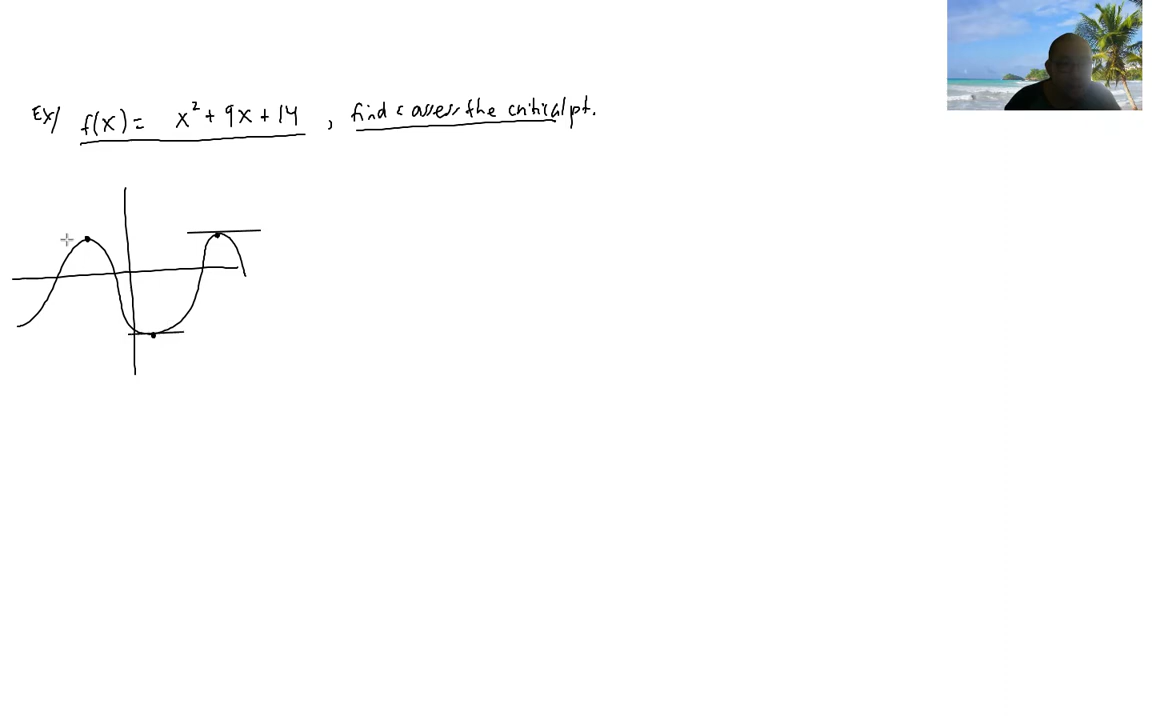 Ex/ f(x) = x² + 9x + 14 , find & assess the critical pt.